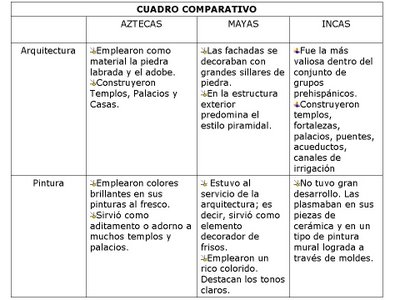 CUADRO COMPARATIVO
AZTECAS
MAYAS
INCAS
Arquitectura
Emplearon como
material la piedra
labrada y el adobe.
Construyeron
Templos, Palacios y
Casas.
Las fachadas se
decoraban con
grandes sillares de
piedra.
En la estructura
exterior
predomina el
estilo piramidal.
Fue la más
valiosa dentro del
conjunto de
grupos
prehispánicos.
Construyeron
templos,
fortalezas,
palacios, puentes,
acueductos,
canales de
irrigación
Pintura
Emplearon colores
brillantes en sus
pinturas al fresco.
Sirvió como
aditamento o adorno a
muchos templos y
palacios.
Estuvo al
servicio de la
arquitectura; es
decir, sirvió como
elemento
decorador de
frisos.
Emplearon un
rico colorido.
Destacan los tonos
claros.
No tuvo gran
desarrollo. Las
plasmaban en sus
piezas de
cerámica y en un
tipo de pintura
mural lograda a
través de moldes.